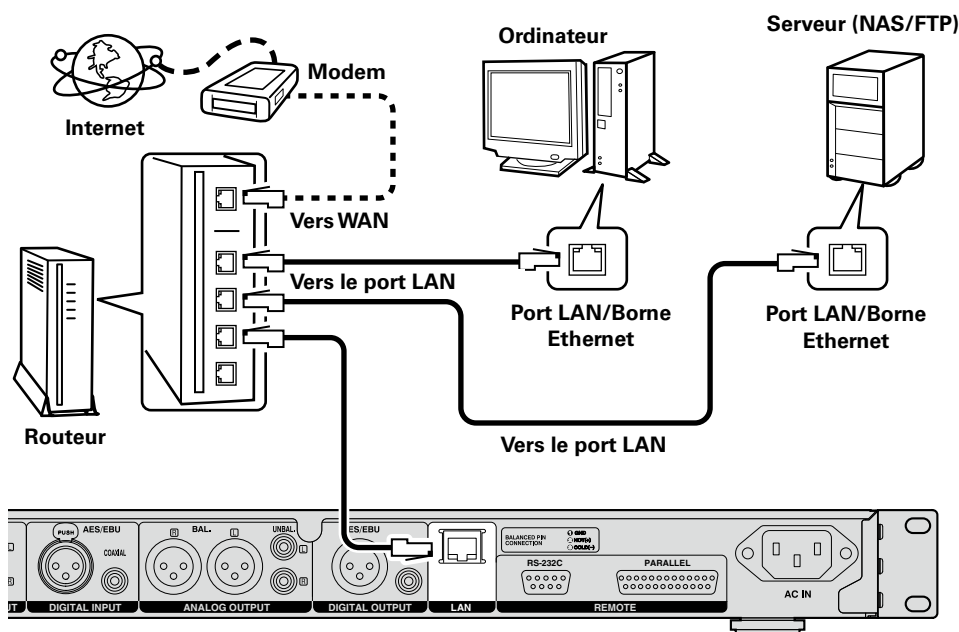 Serveur (NAS/FTP)
Ordinateur
Modem
Internet
Vers WAN
Vers le port LAN
Port LAN/Borne
Ethernet
Port LAN/Borne
Ethernet
Routeur
Vers le port LAN
PUSH
AES/EBU
COAXIAL
DIGITAL INPUT
R
BAL.
L
UNBAL.
L
R
ANALOG OUTPUT
DIGITAL OUTPUT
LAN
BALANCED PIN
CONNECTION
GND
HOT(+)
COLD(-)
RS-232C
PARALLEL
REMOTE
AC IN